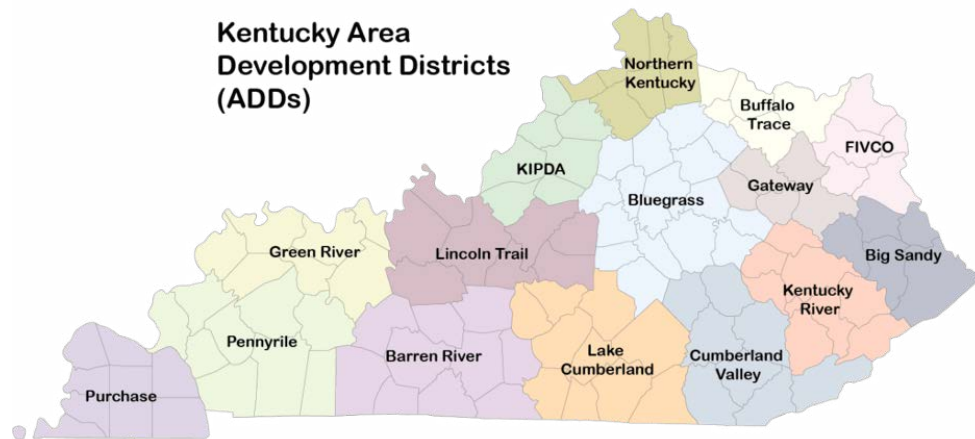 Kentucky Area
Development Districts
(ADDs)
Northern
Kentucky
Buffalo
Trace
FIVCO
KIPDA
Gateway
Bluegrass
Green River
Lincoln Trail
Big Sandy
Kentucky
River
Pennyrile
Barren River
Lake
Cumberland
Cumberland
Valley
Purchase